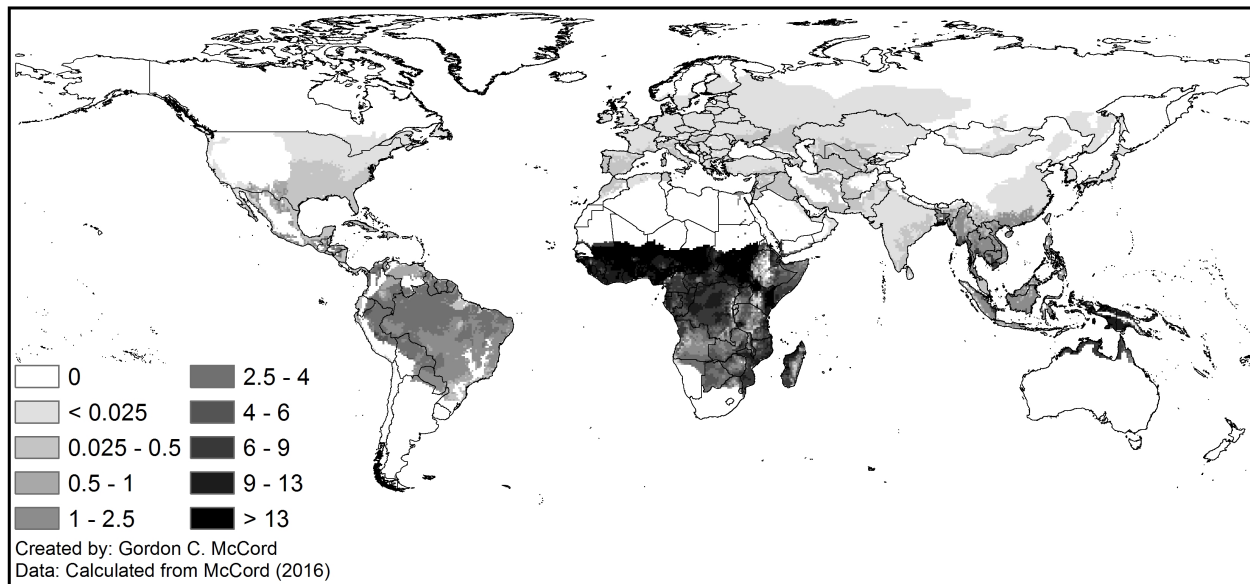 0
< 0.025
0.025 - 0.5
0.5 - 1
1 - 2.5
2.5 - 4
4 - 6
6 - 9
9 - 13
> 13
Created by: Gordon C. McCord
Data: Calculated from McCord (2016)